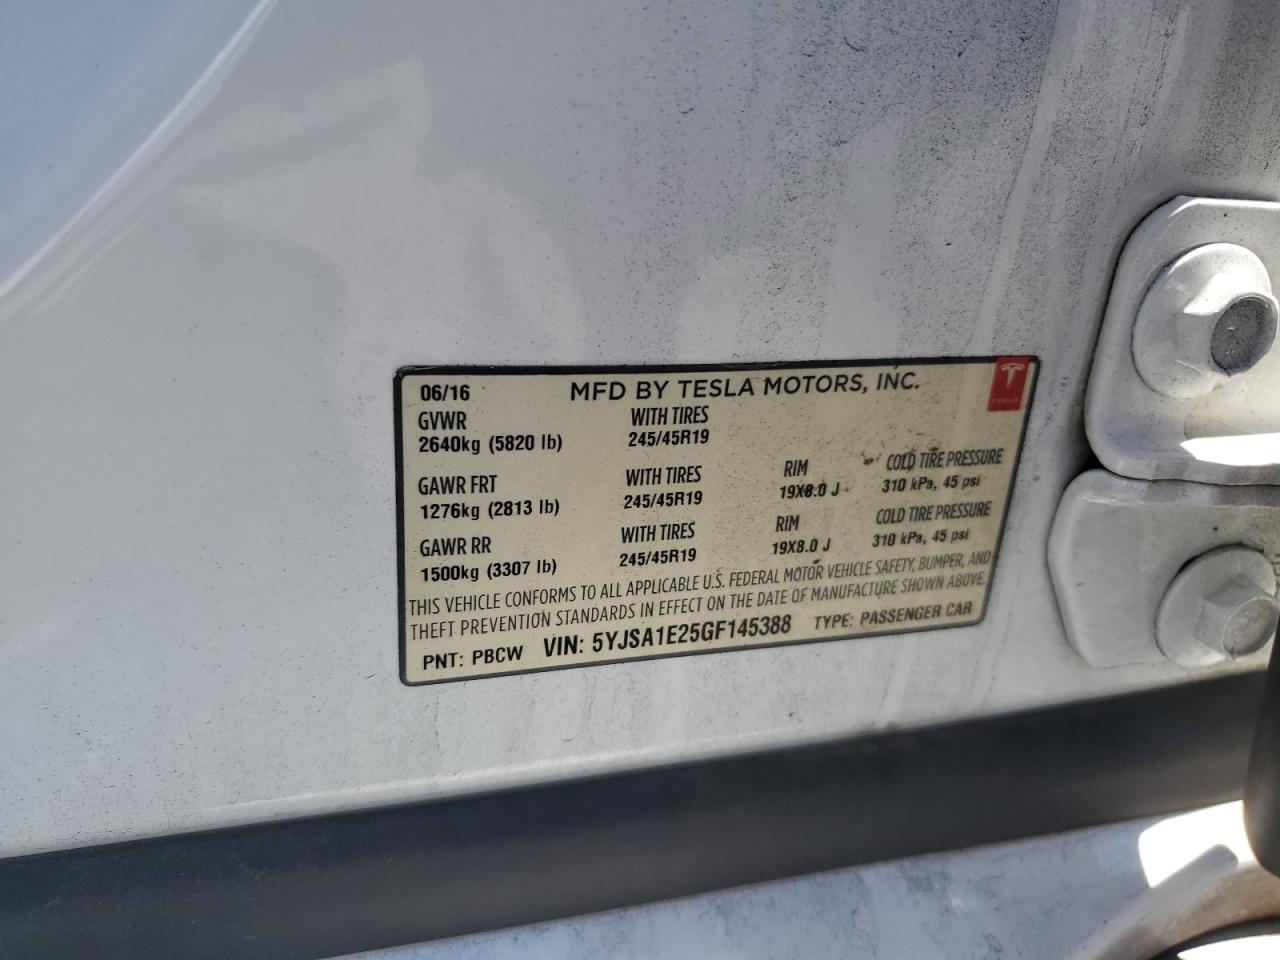 06/16 MFD BY TESLA MOTORS, INC.
TESLA
GVWR WITH TIRES
2640kg (5820 lb) 245/45R19
GAWR FRT WITH TIRES RIM COLD TIRE PRESSURE
1276kg (2813 lb) 245/45R19 19X8.0 J 310 kPa, 45 psi
GAWR RR WITH TIRES RIM COLD TIRE PRESSURE
1500kg (3307 lb) 245/45R19 19X8.0 J 310 kPa, 45 psi
THIS VEHICLE CONFORMS TO ALL APPLICABLE U.S. FEDERAL MOTOR VEHICLE SAFETY, BUMPER, AND
THEFT PREVENTION STANDARDS IN EFFECT ON THE DATE OF MANUFACTURE SHOWN ABOVE.
PNT: PBCW VIN: 5YJSA1E25GF145388 TYPE: PASSENGER CAR